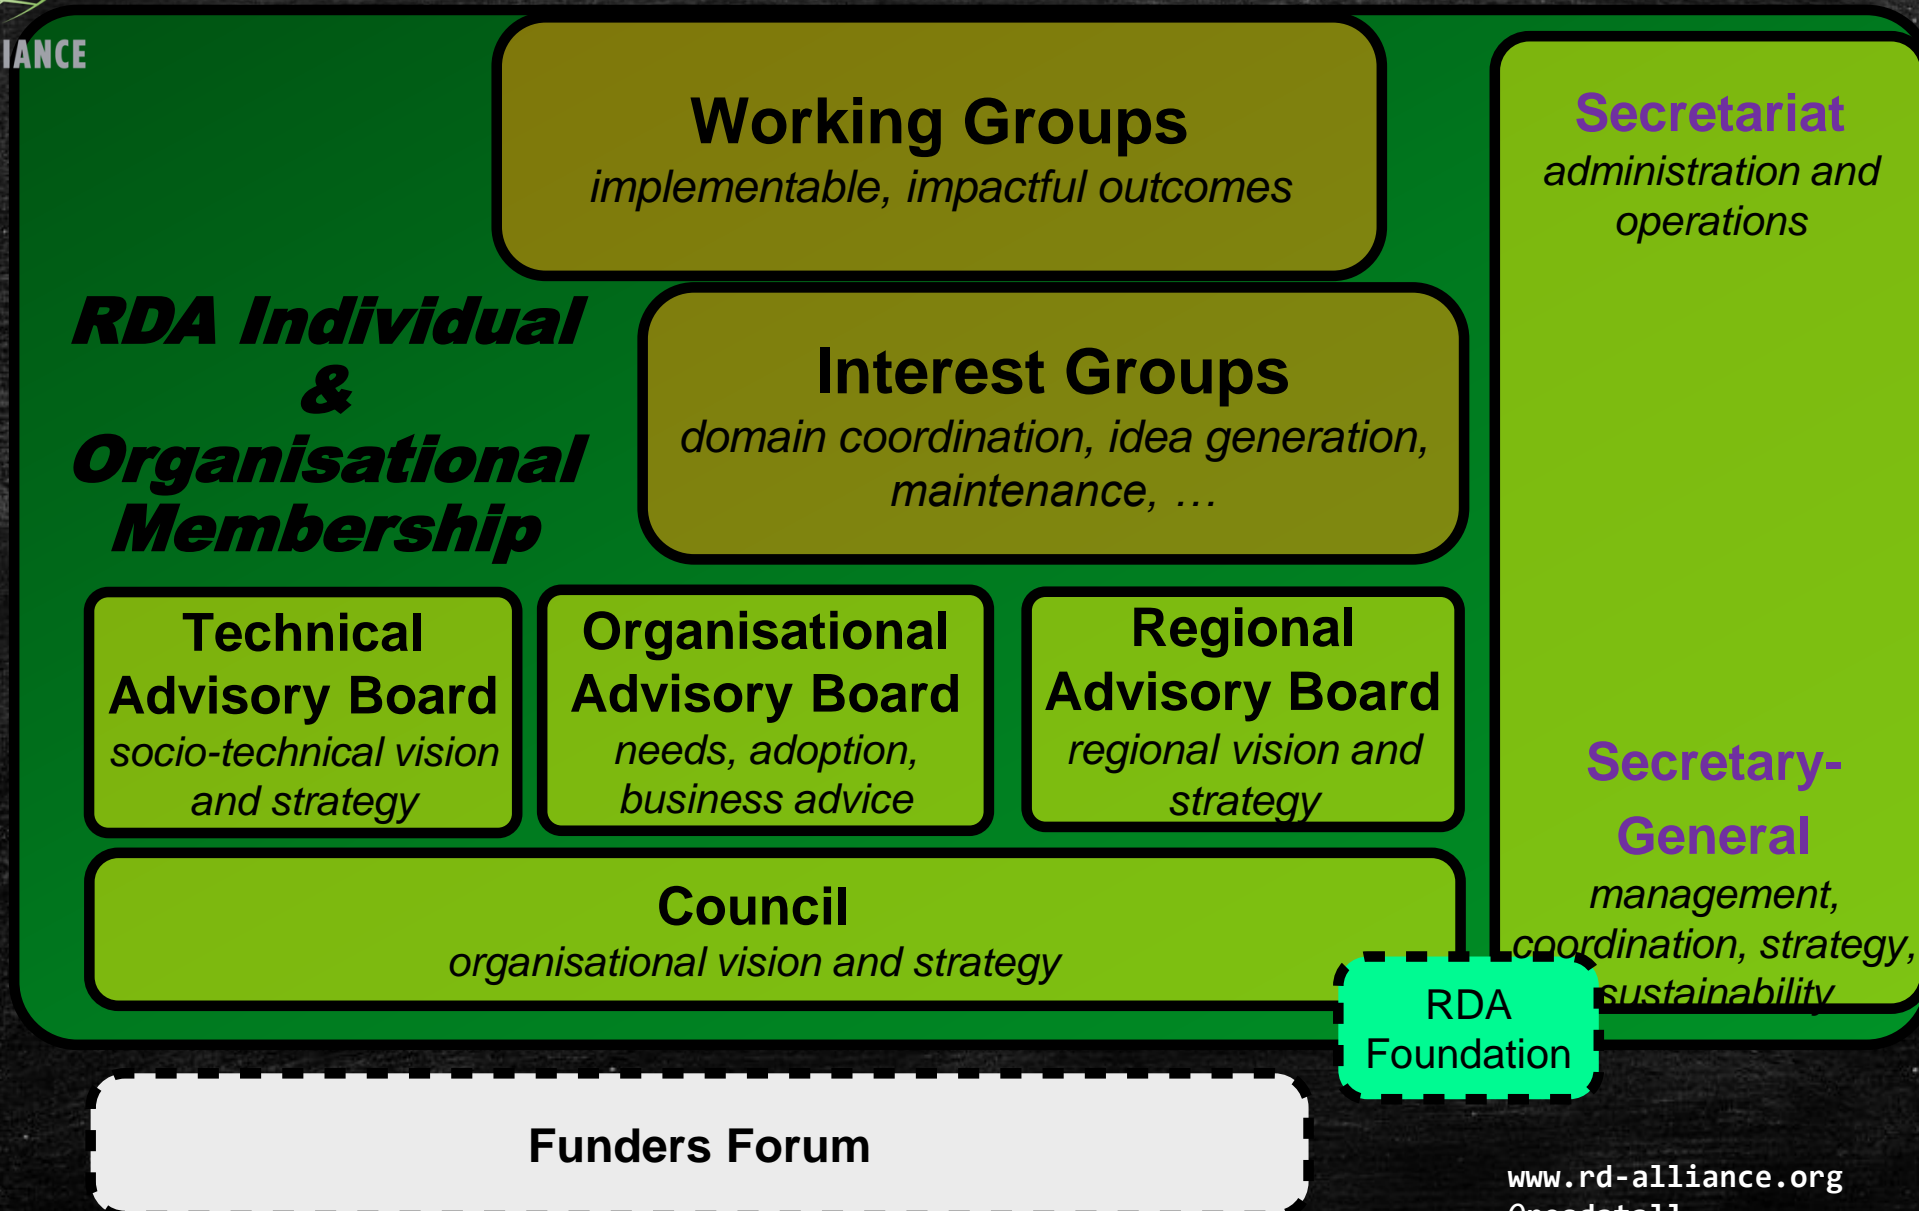 IANCE
Working Groups
implementable, impactful outcomes
Secretariat
administration and
operations
RDA Individual
&
Organisational
Membership
Interest Groups
domain coordination, idea generation,
maintenance, …
Technical
Advisory Board
socio-technical vision
and strategy
Organisational
Advisory Board
needs, adoption,
business advice
Regional
Advisory Board
regional vision and
strategy
Secretary-
General
management,
coordination, strategy,
sustainability
Council
organisational vision and strategy
RDA
Foundation
Funders Forum
www.rd-alliance.org